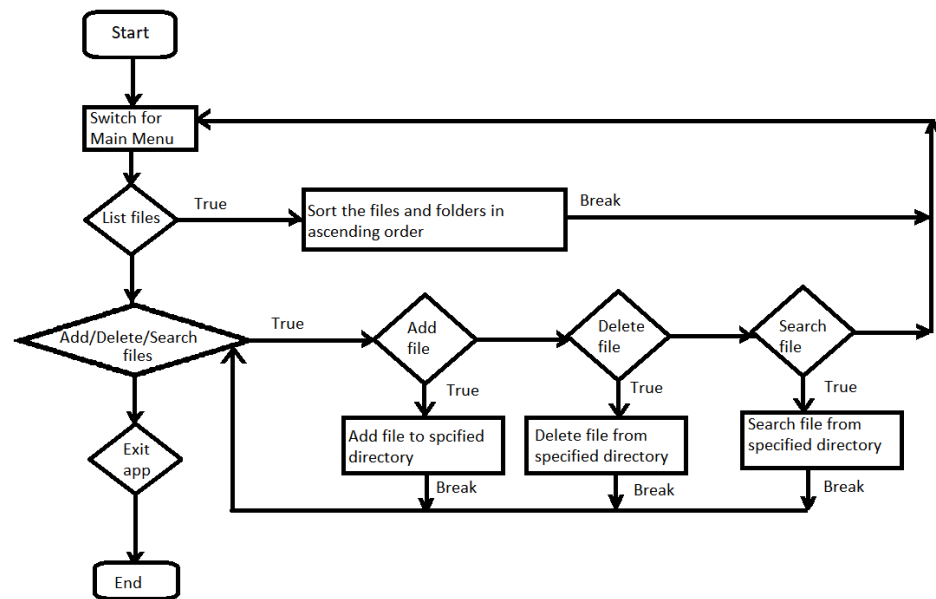 Start
Switch for
Main Menu
List files
True
Sort the files and folders in
ascending order
Break
Add/Delete/Search
files
True
Add
file
Delete
file
Search
file
True
True
True
Add file to spcified
directory
Delete file from
specified directory
Search file from
specified directory
Break
Break
Break
Exit
app
End